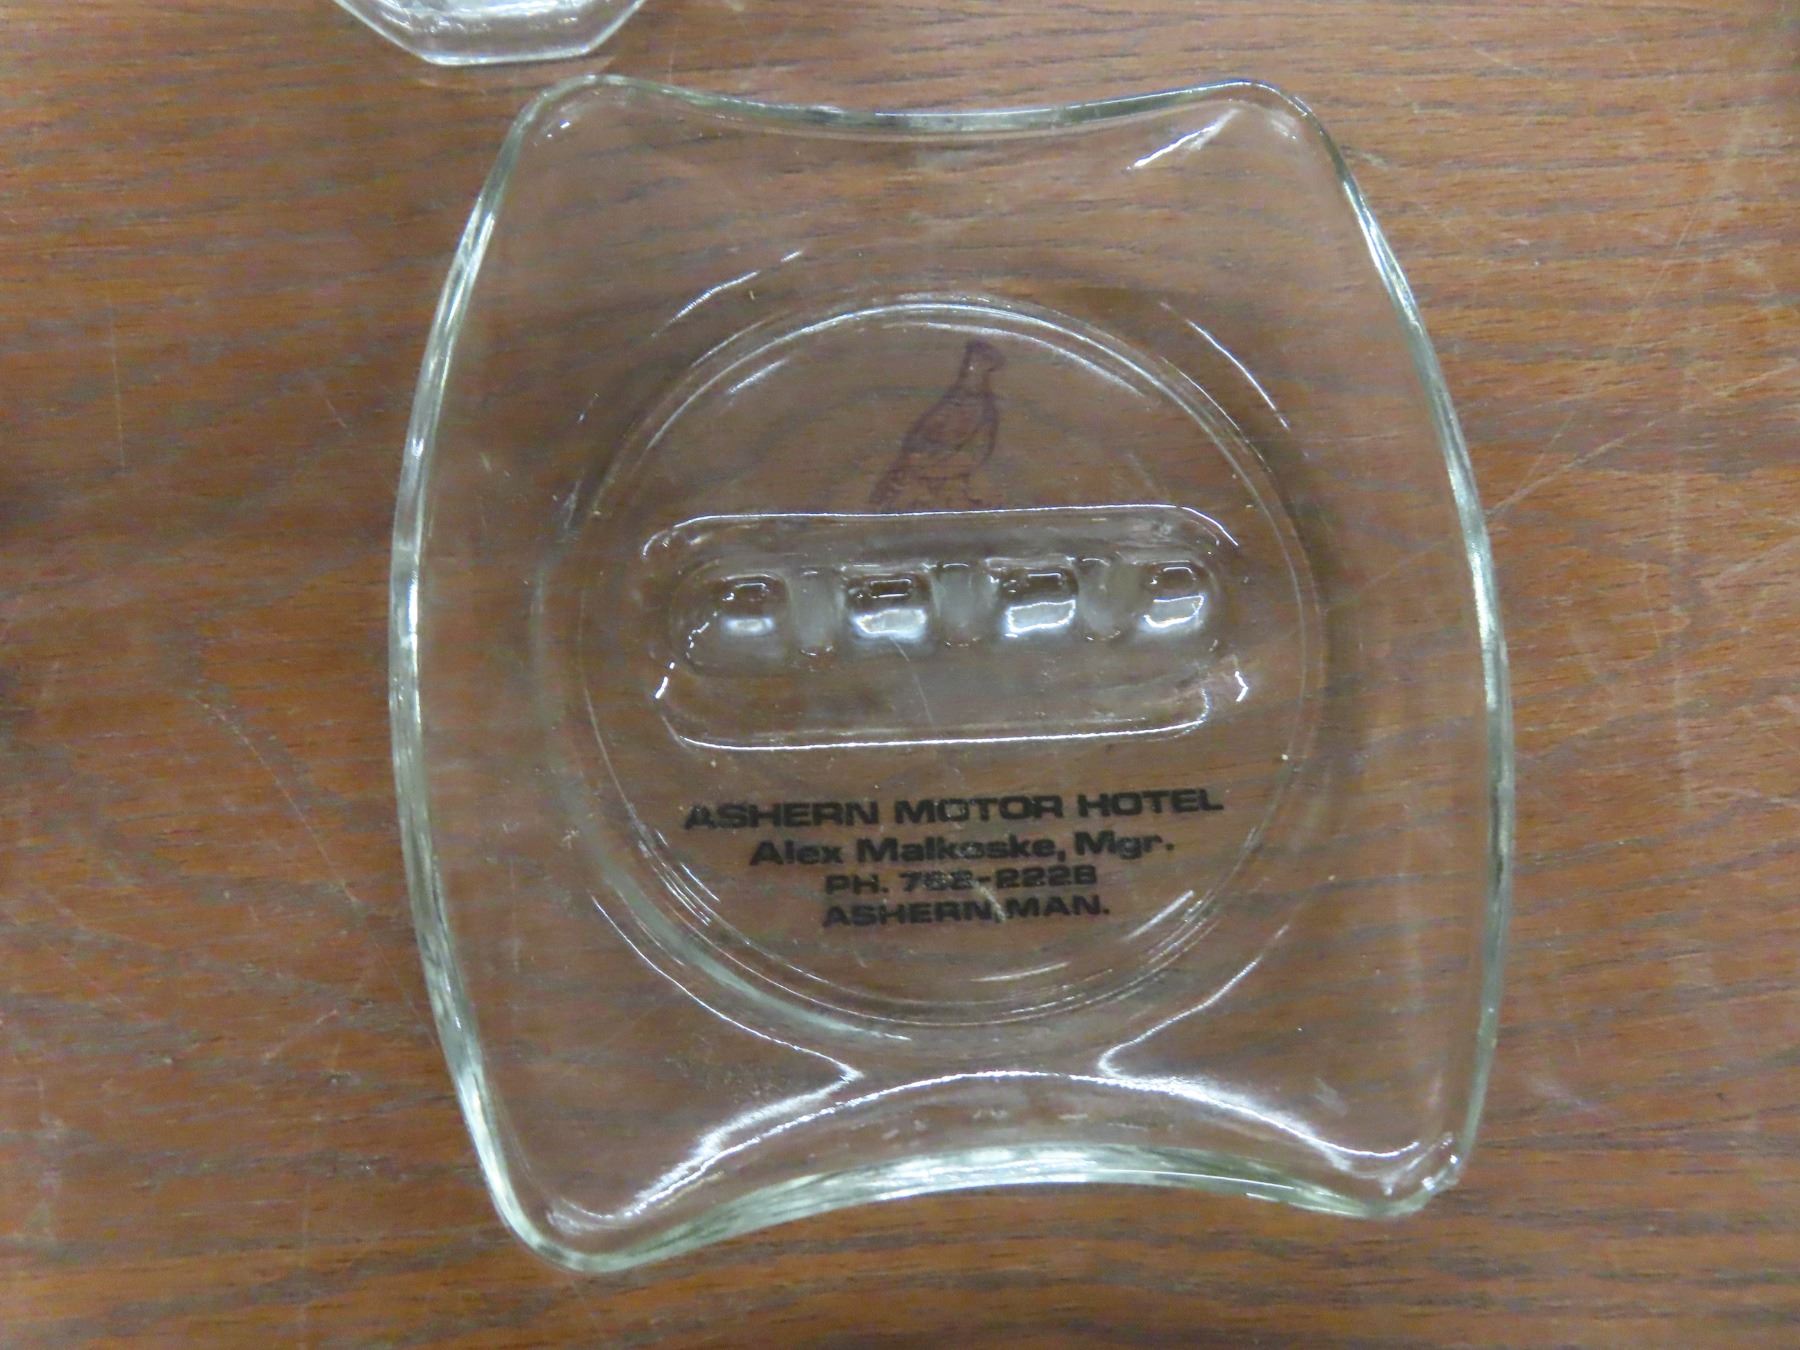 ASHERN MOTOR HOTEL
Alex Malkoske, Mgr.
PH. 768-2228
ASHERN, MAN.